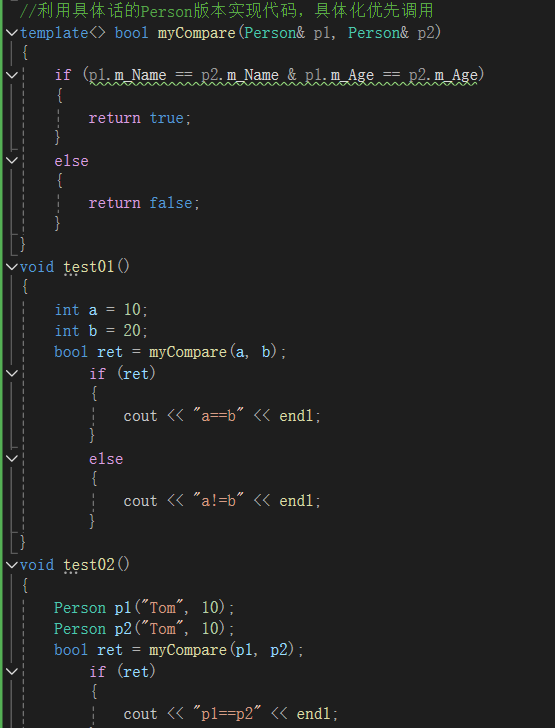 //利用具体话的Person版本实现代码，具体化优先调用
template<> bool myCompare(Person& p1, Person& p2)
{
if (p1.m_Name == p2.m_Name & p1.m_Age == p2.m_Age)
{
return true;
}
else
{
return false;
}
}
void test01()
{
int a = 10;
int b = 20;
bool ret = myCompare(a, b);
if (ret)
{
cout << "a==b" << endl;
}
else
{
cout << "a!=b" << endl;
}
}
void test02()
{
Person p1("Tom", 10);
Person p2("Tom", 10);
bool ret = myCompare(p1, p2);
if (ret)
{
cout << "p1==p2" << endl;